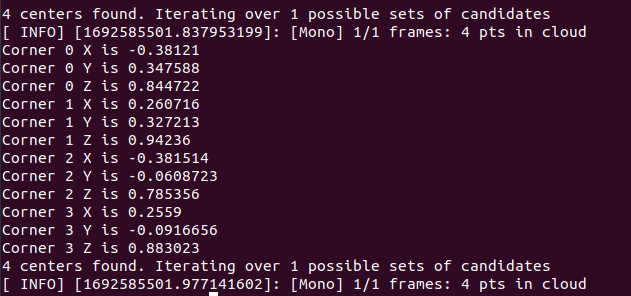 4 centers found. Iterating over 1 possible sets of candidates
[ INFO] [1692585501.837953199]: [Mono] 1/1 frames: 4 pts in cloud
Corner 0 X is -0.38121
Corner 0 Y is 0.347588
Corner 0 Z is 0.844722
Corner 1 X is 0.260716
Corner 1 Y is 0.327213
Corner 1 Z is 0.94236
Corner 2 X is -0.381514
Corner 2 Y is -0.0608723
Corner 2 Z is 0.785356
Corner 3 X is 0.2559
Corner 3 Y is -0.0916656
Corner 3 Z is 0.883023
4 centers found. Iterating over 1 possible sets of candidates
[ INFO] [1692585501.977141602]: [Mono] 1/1 frames: 4 pts in cloud